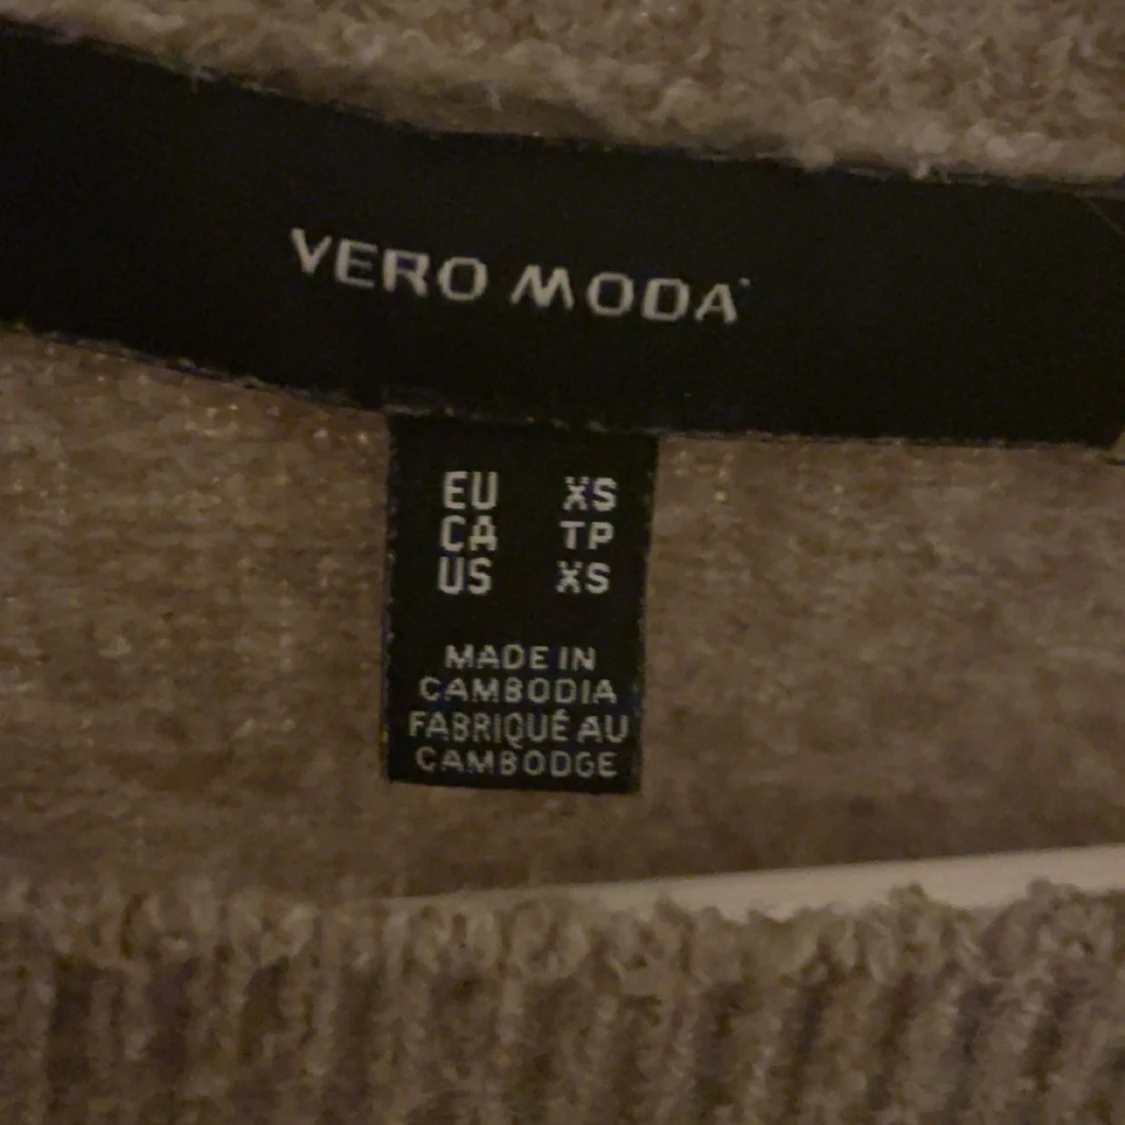 VERO MODA
EU XS
CA TP
US XS
MADE IN
CAMBODIA
FABRIQUÉ AU
CAMBODGE